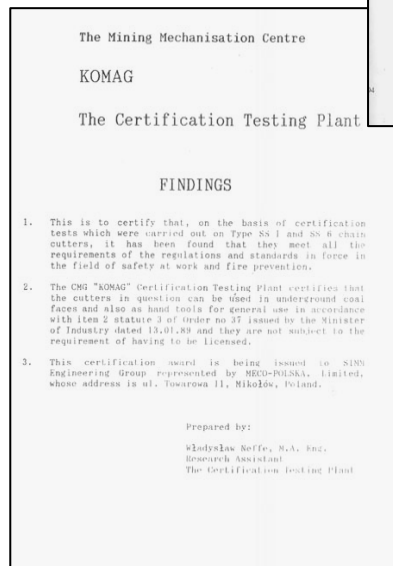 The Mining Mechanisation Centre
KOMAG
The Certification Testing Plant
FINDINGS
1. This is to certify that, on the basis of certification
tests which were carried out on Type SS 1 and SS 6 chain
cutters, it has been found that they meet all the
requirements of the regulations and standards in force in
the field of safety at work and fire prevention.
2. The CMG "KOMAG" Certification Testing Plant certifies that
the cutters in question can be used in underground coal
faces and also as hand tools for general use in accordance
with item 2 statute 3 of Order no 37 issued by the Minister
of Industry dated 13.01.89 and they are not subject to the
requirement of having to be licensed.
3. This certification award is being issued to
Engineering Group represented by MECO-POLSKA, Limited,
whose address is ul. Towarowa 11, Mikołów, Poland.
Prepared by:
Władysław Neffe, M.A. Eng.
Research Assistant
The Certification Testing Plant